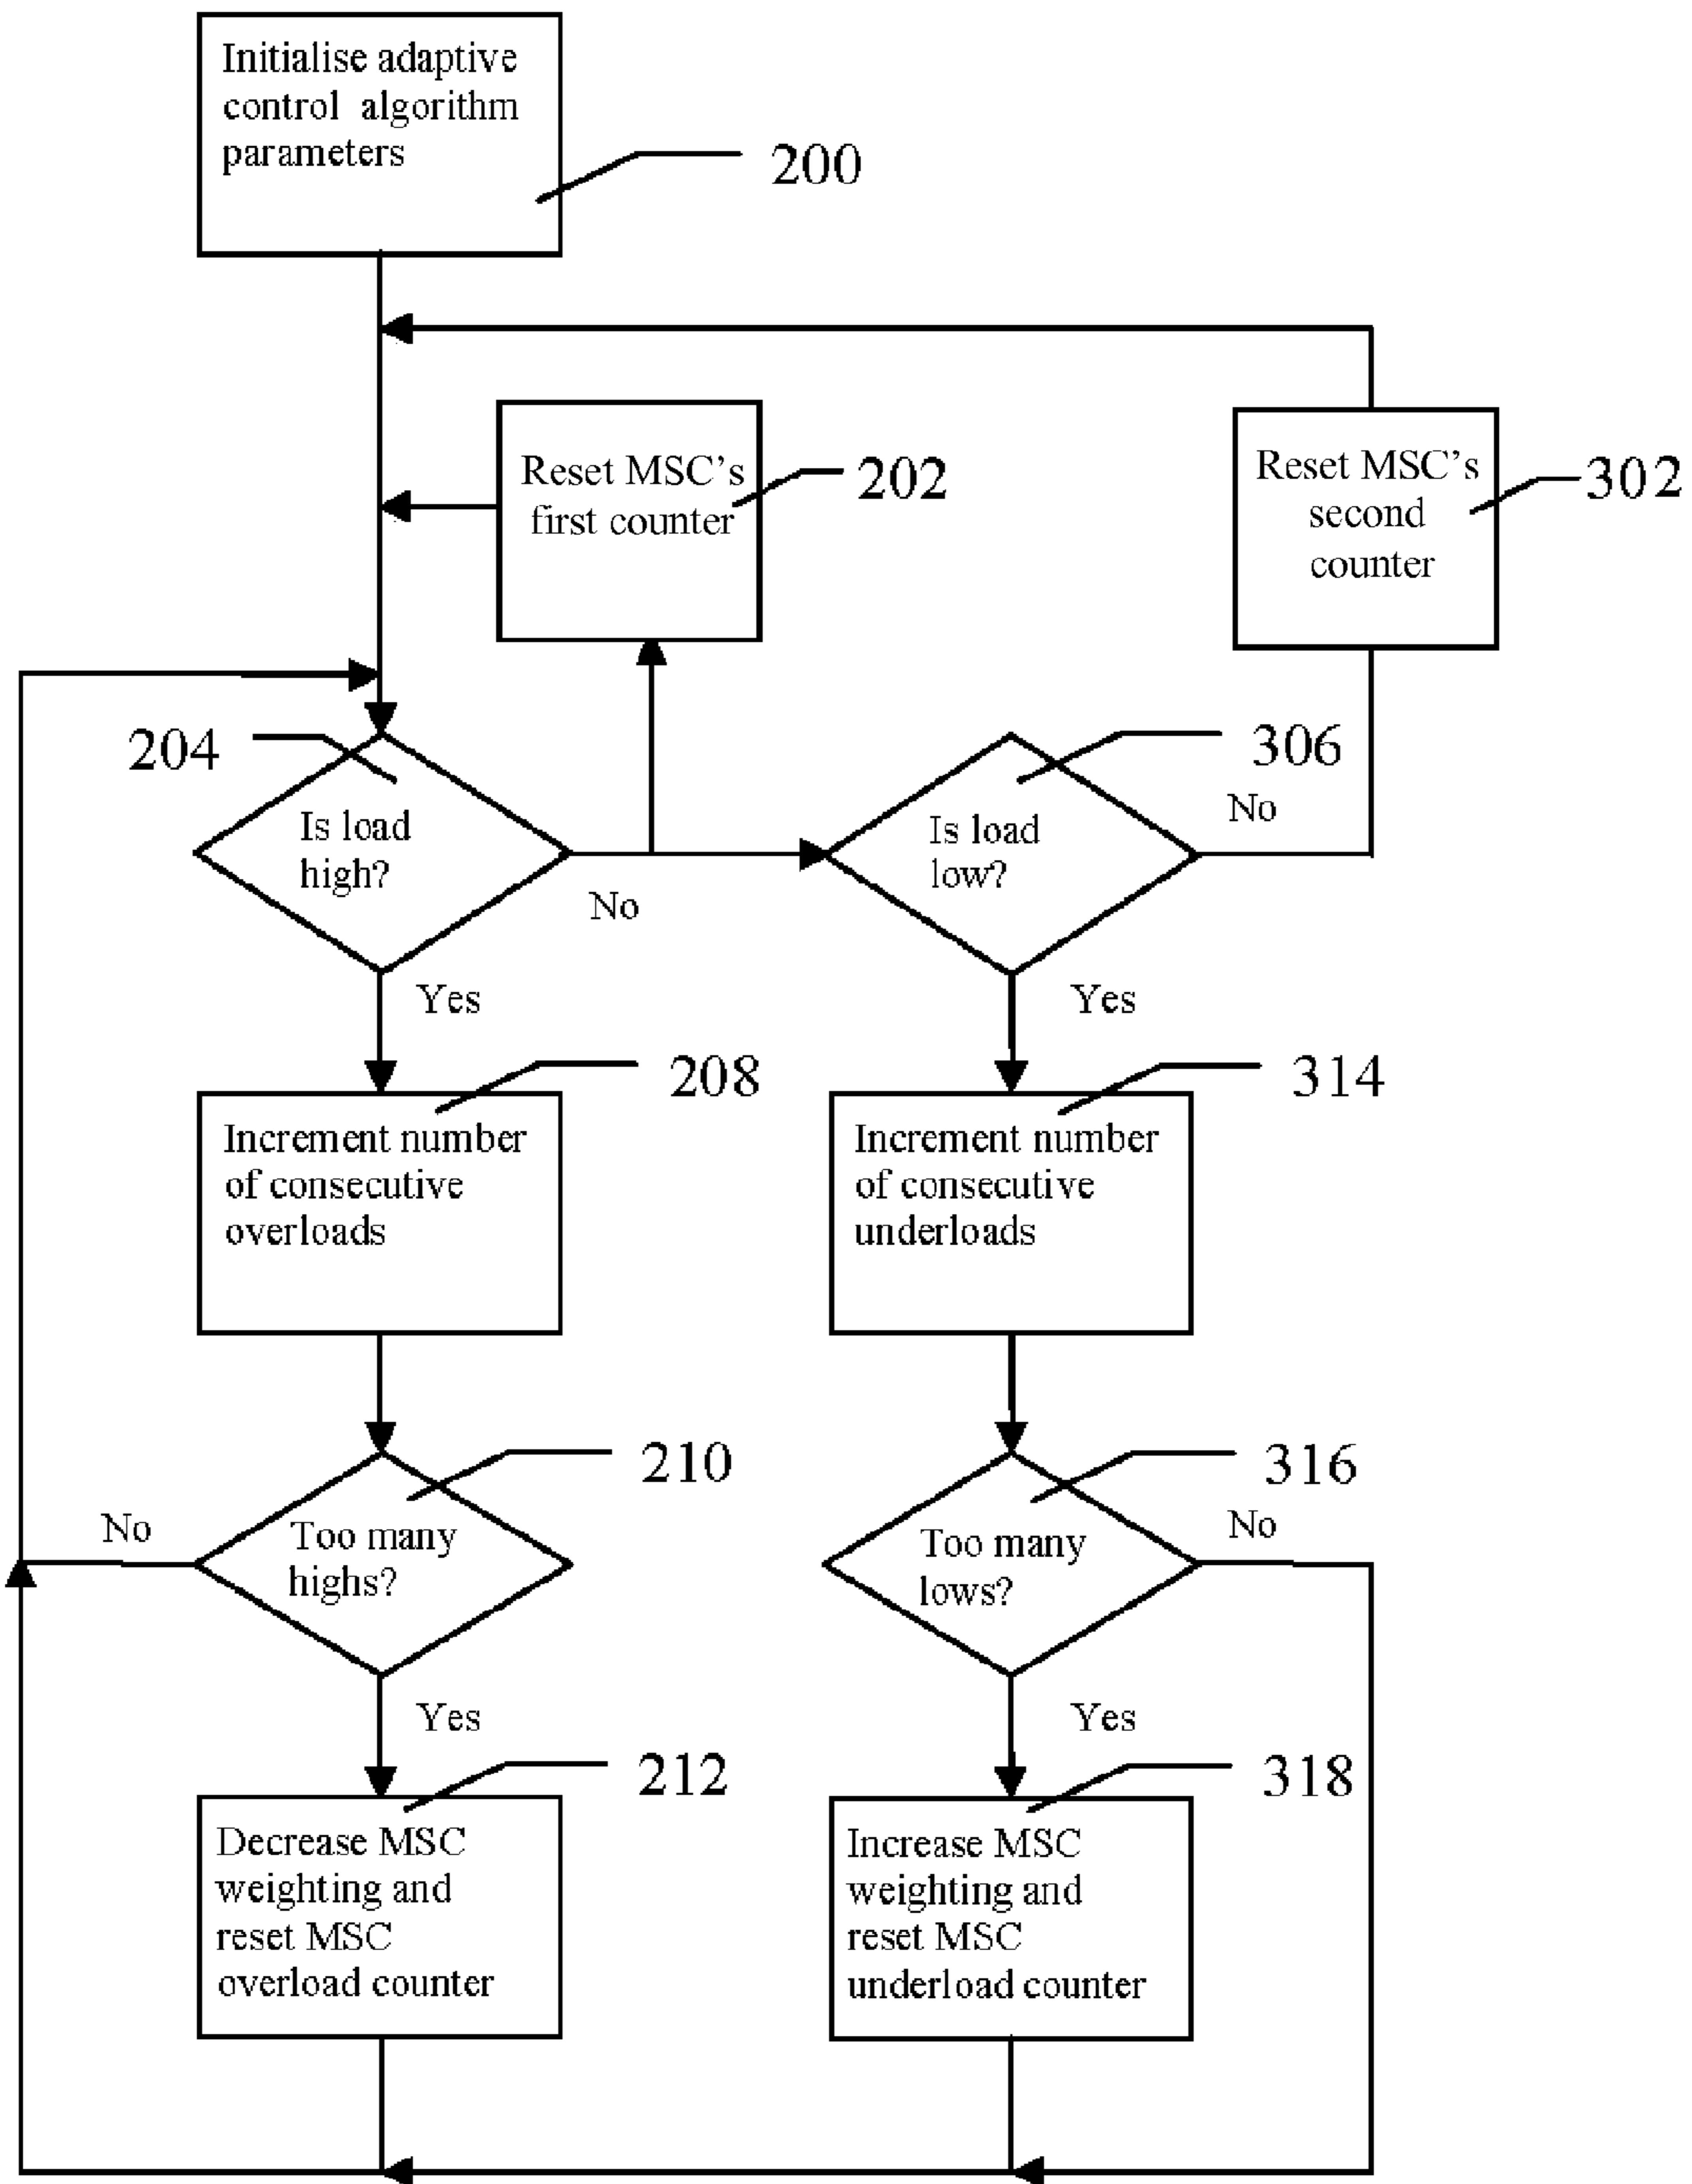 Initialise adaptive
control algorithm
parameters
200
Reset MSC's
first counter
202
Reset MSC's
second
counter
302
204
Is load
high?
No
306
Is load
low?
No
Yes
Yes
208
Increment number
of consecutive
overloads
314
Increment number
of consecutive
underloads
210
Too many
highs?
No
316
Too many
lows?
No
Yes
Yes
212
Decrease MSC
weighting and
reset MSC
overload counter
318
Increase MSC
weighting and
reset MSC
underload counter